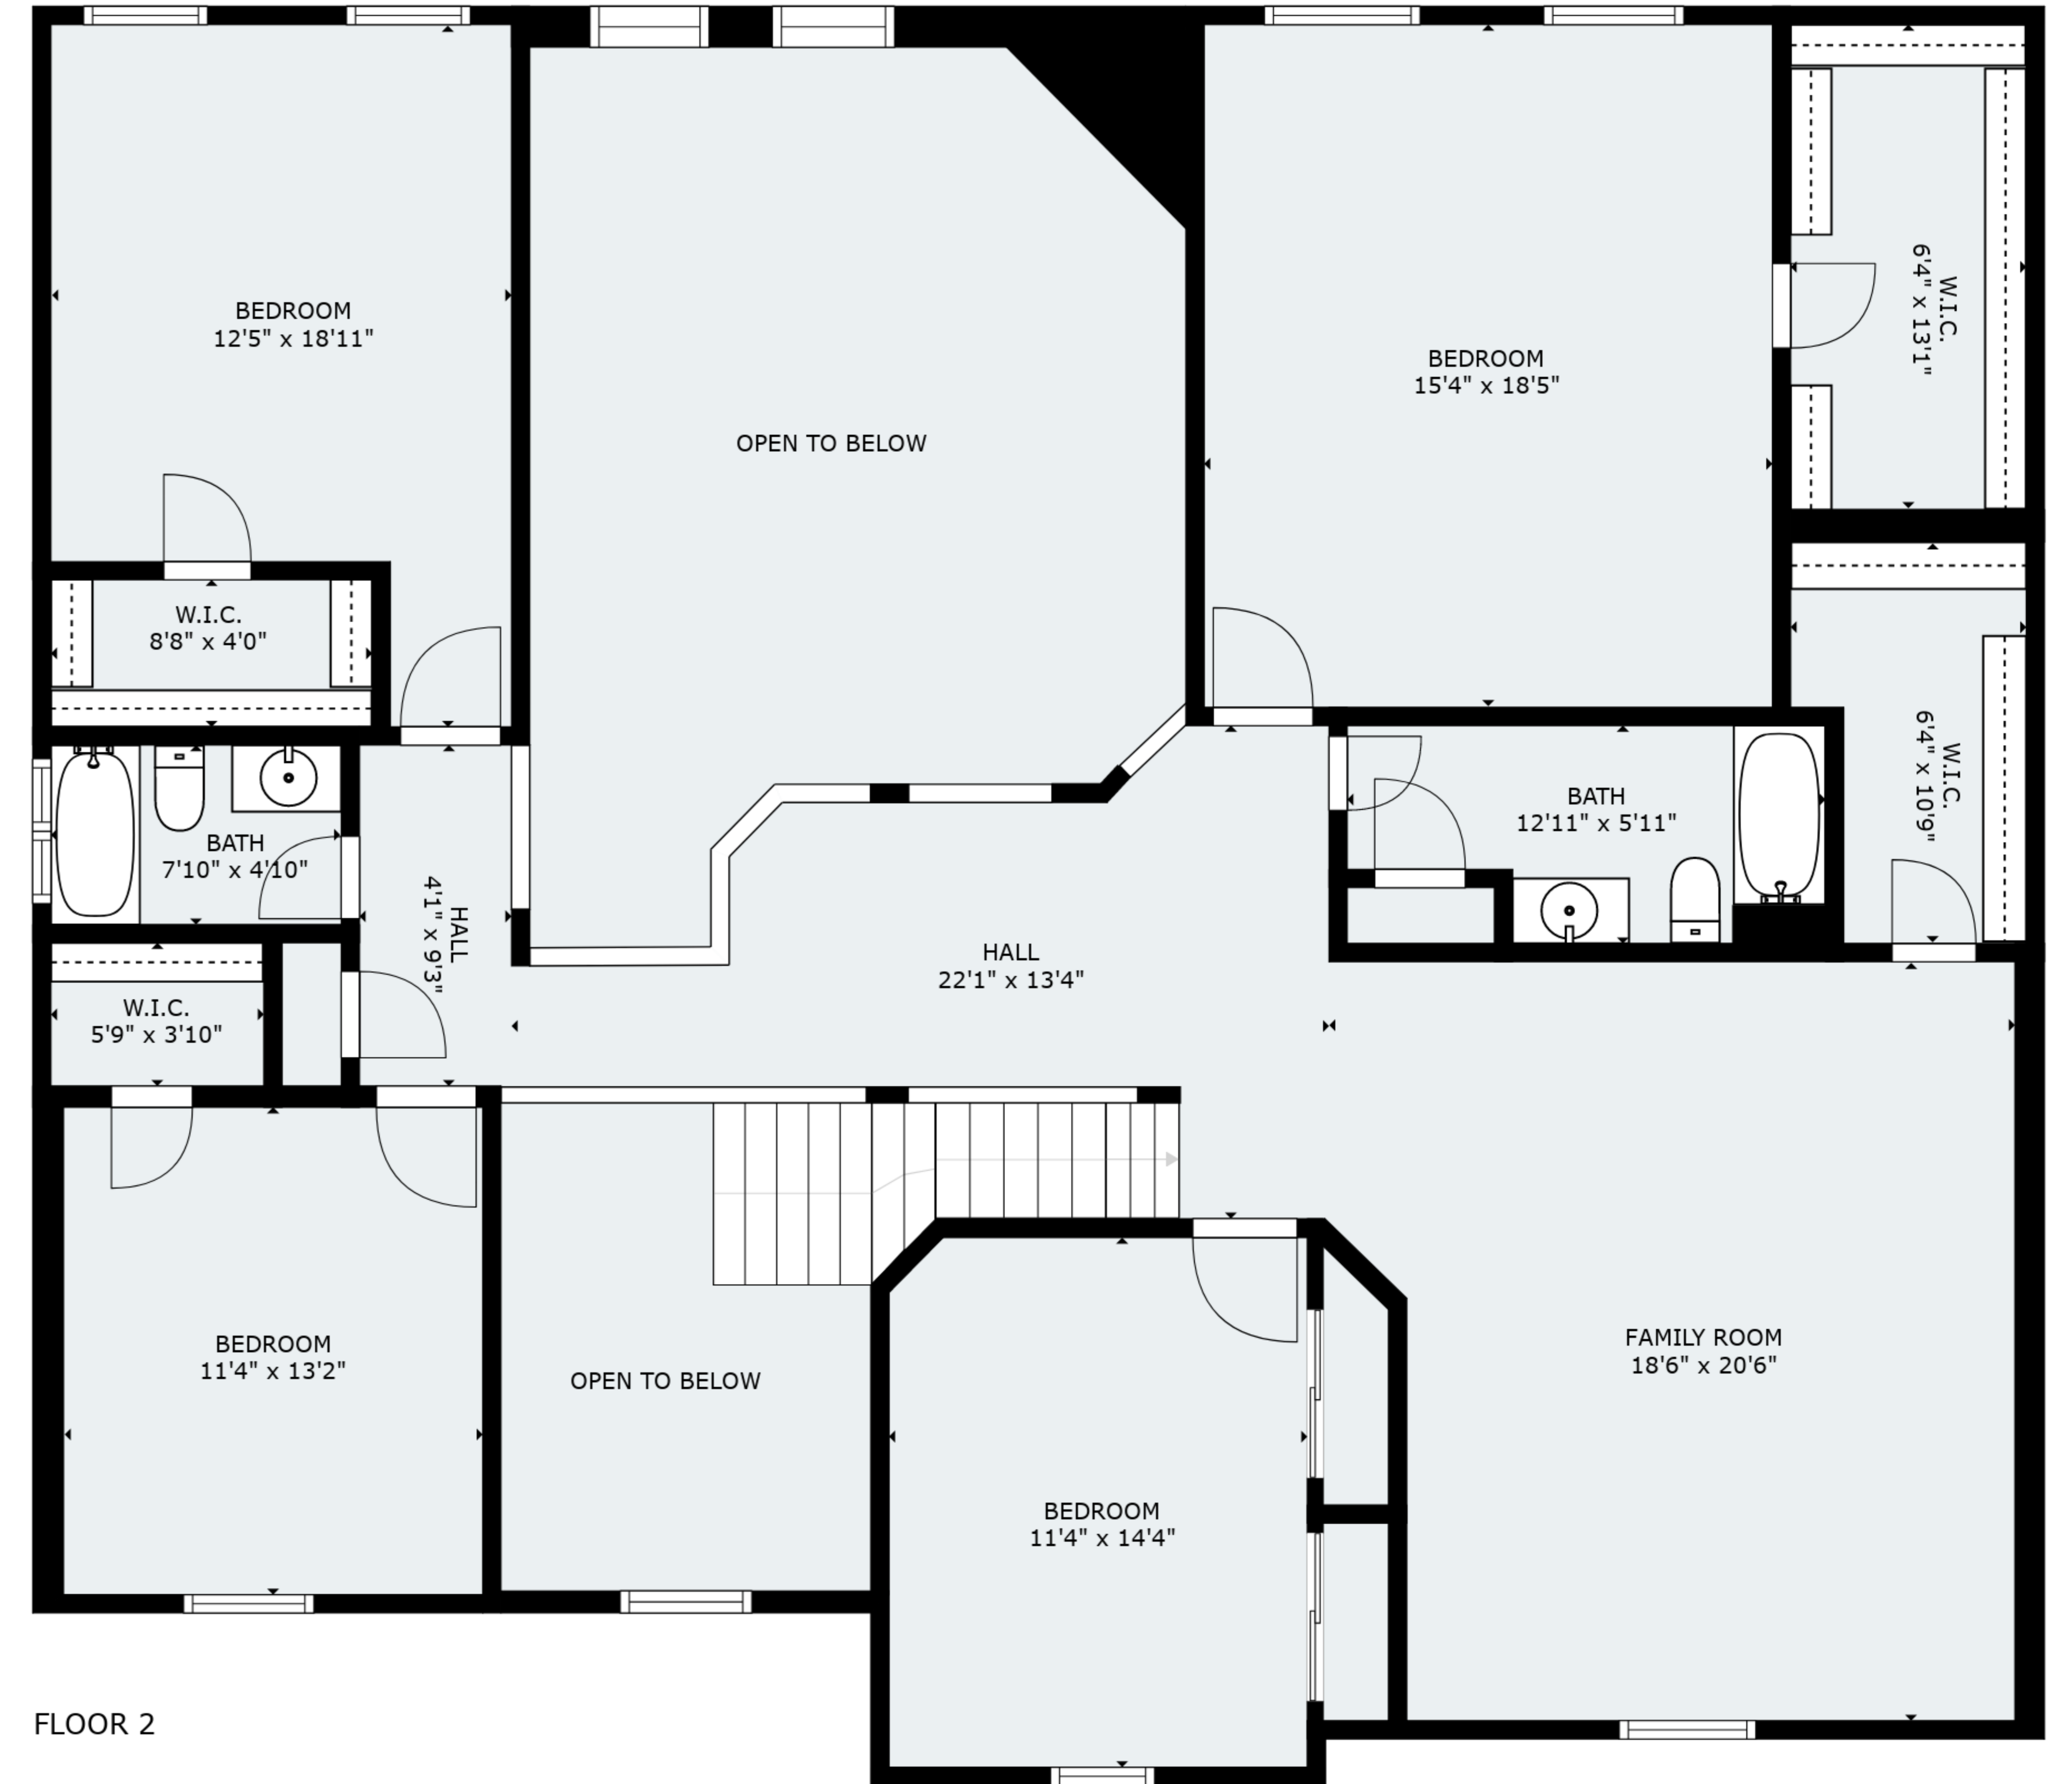 BEDROOM
12'5" x 18'11"
OPEN TO BELOW
BEDROOM
15'4" x 18'5"
W.I.C.
6'4" x 13'1"
W.I.C.
8'8" x 4'0"
BATH
7'10" x 4'10"
HALL
4'1" x 9'3"
W.I.C.
5'9" x 3'10"
HALL
22'1" x 13'4"
BATH
12'11" x 5'11"
W.I.C.
6'4" x 10'9"
BEDROOM
11'4" x 13'2"
OPEN TO BELOW
BEDROOM
11'4" x 14'4"
FAMILY ROOM
18'6" x 20'6"
FLOOR 2